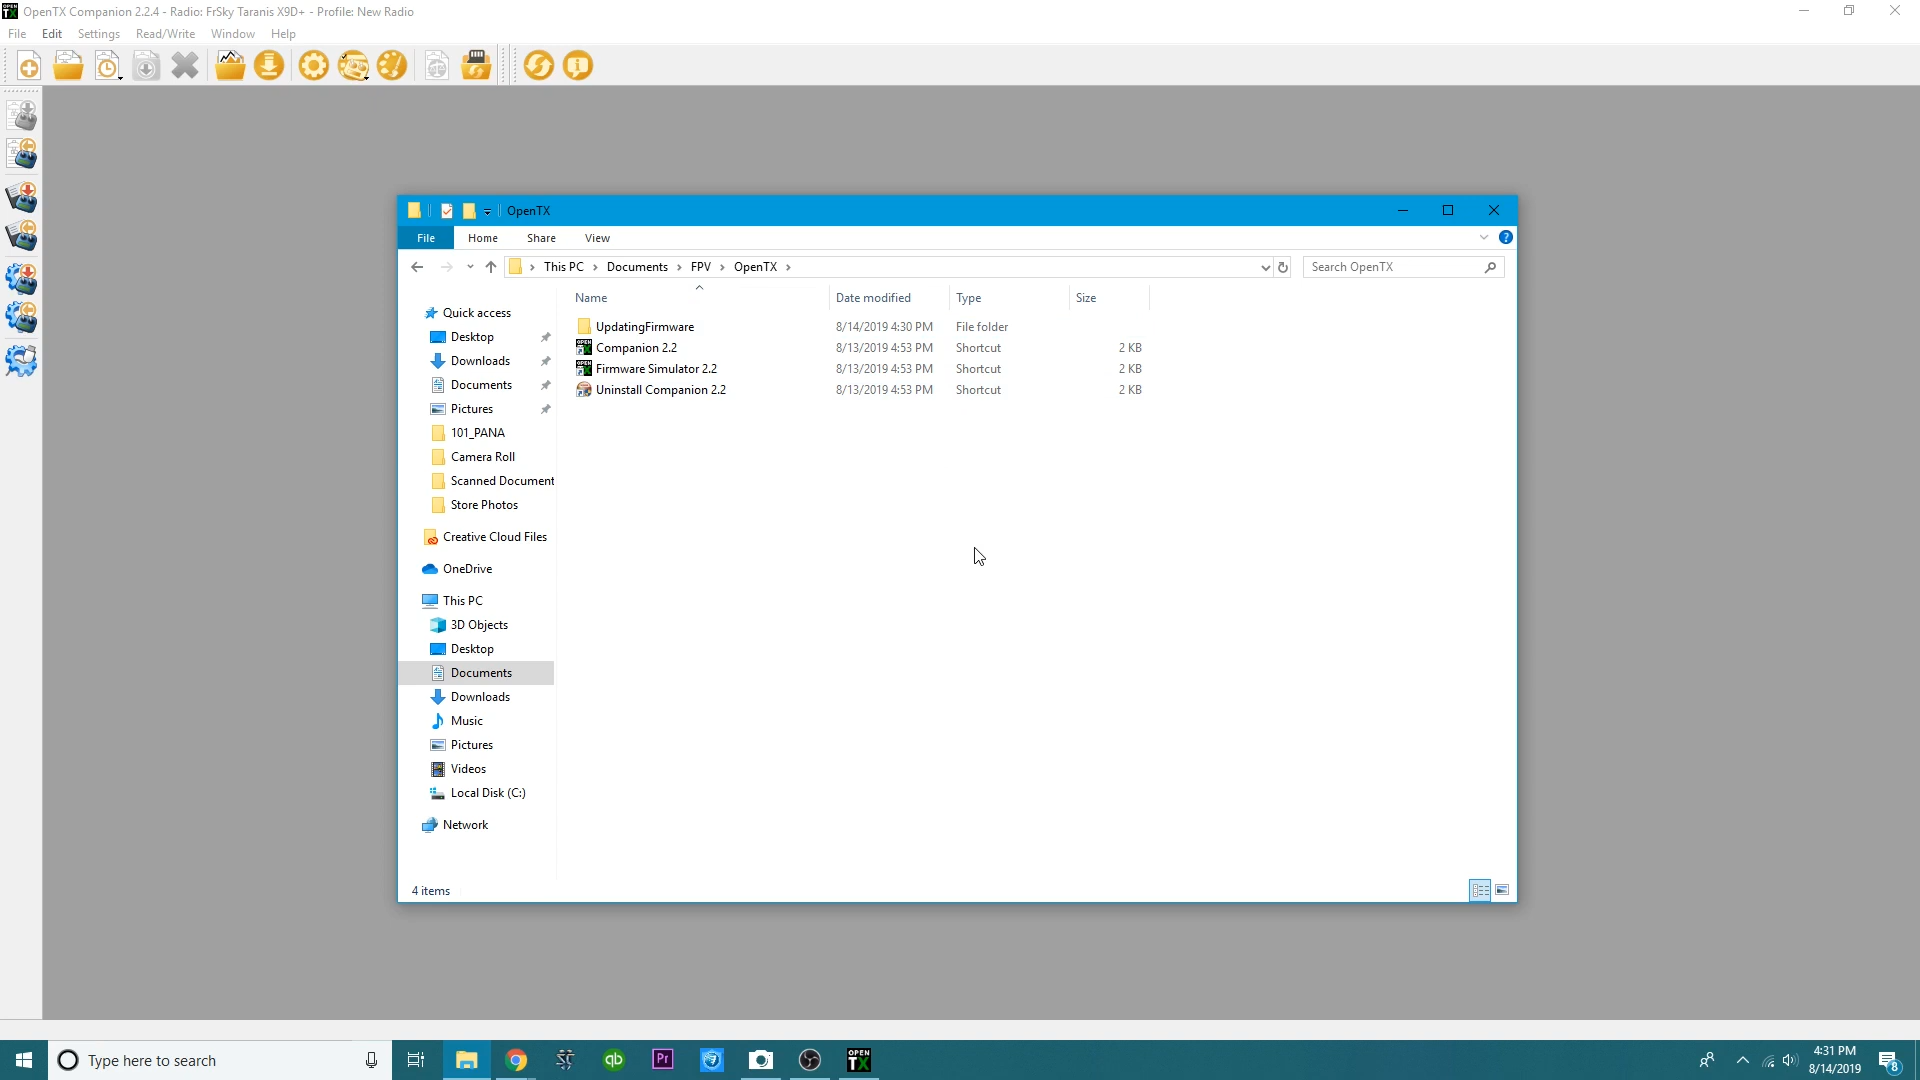 OpenTX Companion 2.2.4 - Radio: FrSky Taranis X9D+ - Profile: New Radio
File Edit Settings Read/Write Window Help
OpenTX
File Home Share View
This PC > Documents > FPV > OpenTX >
Search OpenTX
Name Date modified Type Size
UpdatingFirmware 8/14/2019 4:30 PM File folder
Companion 2.2 8/13/2019 4:53 PM Shortcut 2 KB
Firmware Simulator 2.2 8/13/2019 4:53 PM Shortcut 2 KB
Uninstall Companion 2.2 8/13/2019 4:53 PM Shortcut 2 KB
Quick access
Desktop
Downloads
Documents
Pictures
101_PANA
Camera Roll
Scanned Document
Store Photos
Creative Cloud Files
OneDrive
This PC
3D Objects
Desktop
Documents
Downloads
Music
Pictures
Videos
Local Disk (C:)
Network
4 items
Type here to search
qb
Pr
OPEN
TX
4:31 PM
8/14/2019
8